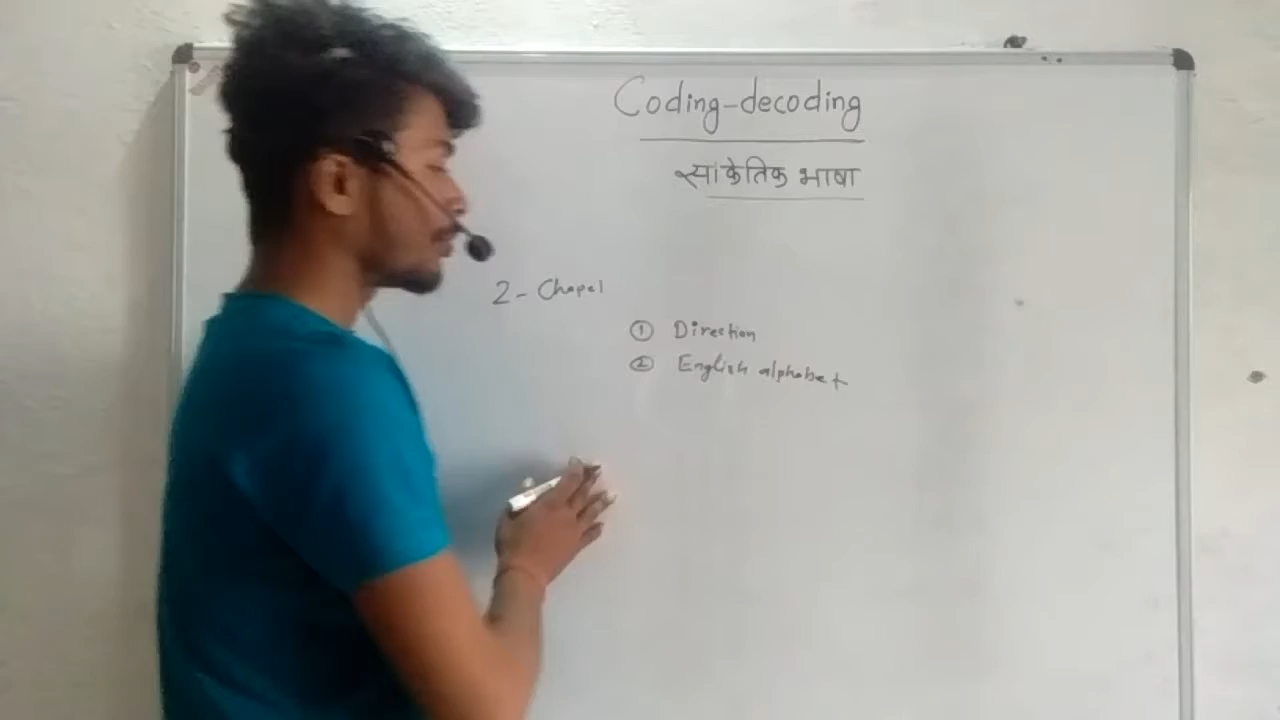 Coding-decoding
सांकेतिक भाषा
2- Chapel
① Direction
② English alphabet